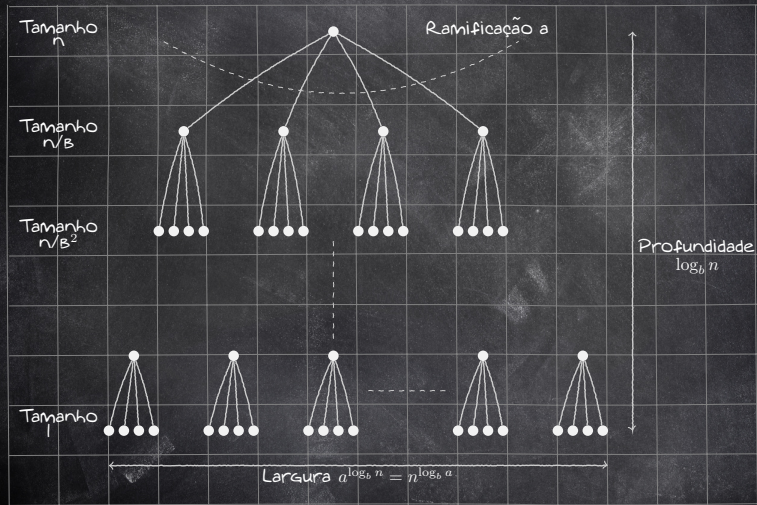 Tamanho
n
Ramificação a
Tamanho
n/B
Tamanho
n/B²
Profundidade
log_b n
Tamanho
1
Largura a^{log_b n} = n^{log_b a}